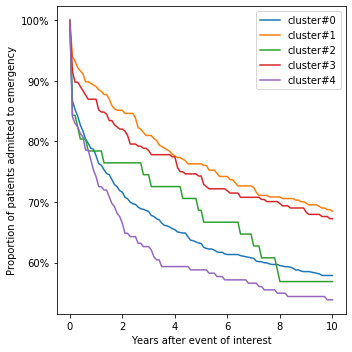 100%
90%
80%
70%
60%
0
2
4
6
8
10
Proportion of patients admitted to emergency
Years after event of interest
cluster#0
cluster#1
cluster#2
cluster#3
cluster#4